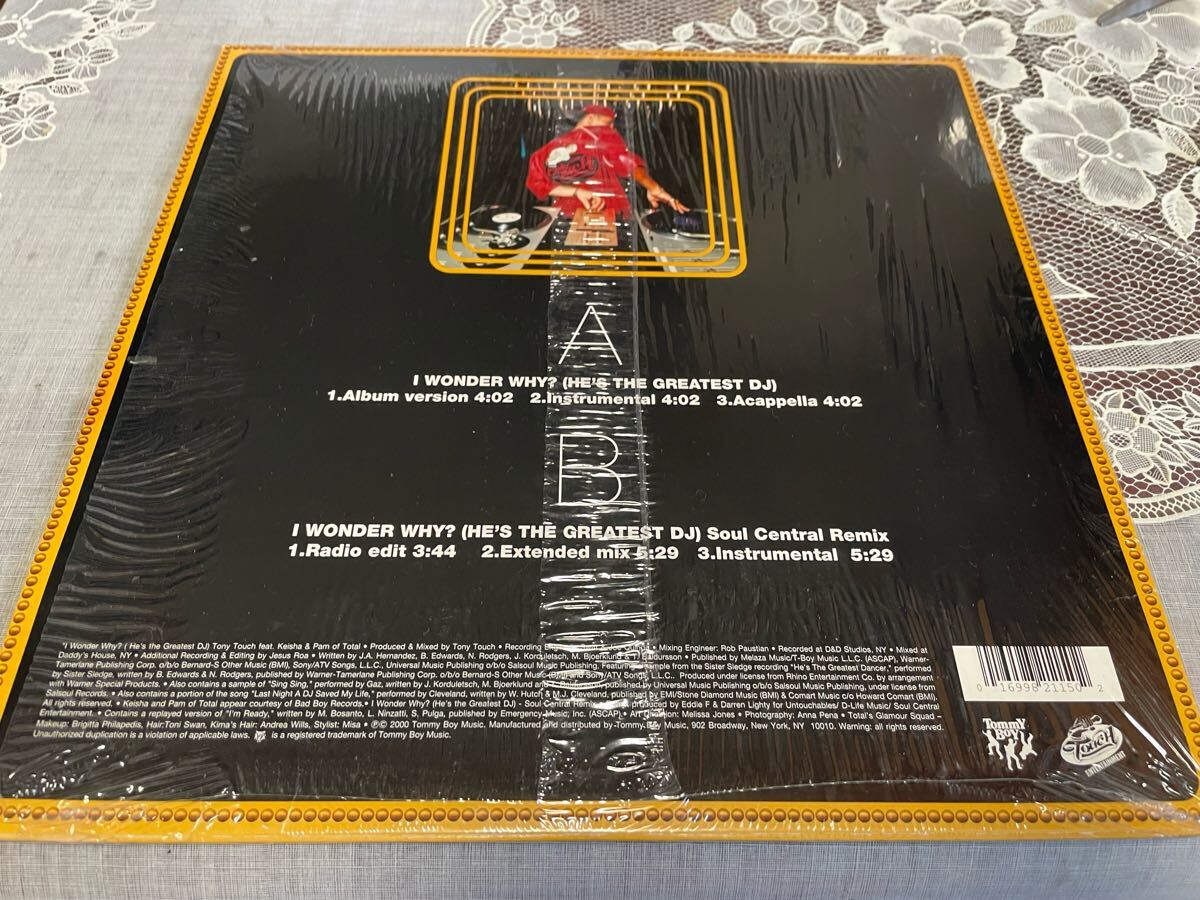 A
I WONDER WHY? (HE'S THE GREATEST DJ)
1.Album version 4:02 2.Instrumental 4:02 3.Acappella 4:02
B
I WONDER WHY? (HE'S THE GREATEST DJ) Soul Central Remix
1.Radio edit 3:44 2.Extended mix 5:29 3.Instrumental 5:29
"I Wonder Why? ( He's the Greatest DJ) Tony Touch feat. Keisha & Pam of Total • Produced & Mixed by Tony Touch • Recording • Mixing Engineer: Rob Paustian • Recorded at D&D Studios, NY • Mixed at
Daddy's House, NY • Additional Recording & Editing by Jesus Roa • Written by J.A. Hernandez, B. Edwards, N. Rodgers, J. Korduletsch, M. Bjoerklund & • Published by Melaza Music/T-Boy Music L.L.C. (ASCAP), Warner-
Tamerlane Publishing Corp. o/b/o Bernard-S Other Music (BMI), Sony/ATV Songs, L.L.C., Universal Music Publishing o/b/o Salsoul Music Publishing. Featuring sample from the Sister Sledge recording "He's The Greatest Dancer," performed
by Sister Sledge, written by B. Edwards & N. Rodgers, published by Warner-Tamerlane Publishing Corp. o/b/o Bernard-S Other Music (BMI) and Sony/ATV Songs, L.L.C., Produced under license from Rhino Entertainment Co. by arrangement
with Warner Special Products. • Also contains a sample of "Sing Sing," performed by Gaz, written by J. Korduletsch, M. Bjoerklund published by Universal Music Publishing o/b/o Salsoul Music Publishing, under license from
Salsoul Records. • Also contains a portion of the song "Last Night A DJ Saved My Life," performed by Cleveland, written by W. Hutch & M.J. Cleveland, published by EMI/Stone Diamond Music (BMI) & Comart Music c/o Howard Comart (BMI),
All rights reserved. • Keisha and Pam of Total appear courtesy of Bad Boy Records. • I Wonder Why? (He's the Greatest DJ) - Soul Central Remix produced by Eddie F & Darren Lighty for Untouchables/ D-Life Music/ Soul Central
Entertainment. • Contains a replayed version of "I'm Ready," written by M. Bosanto, L. Ninzatti, S, Pulga, published by Emergency Music, Inc. (ASCAP). • Art Direction: Melissa Jones • Photography: Anna Pena • Total's Glamour Squad –
Makeup: Brigitta Philapedis, Hair:Toni Swan, Kima's Hair: Andrea Wills, Stylist: Misa • ℗© 2000 Tommy Boy Music, Manufactured and distributed by Tommy Boy Music, 902 Broadway, New York, NY 10010. Warning: all rights reserved.
Unauthorized duplication is a violation of applicable laws. is a registered trademark of Tommy Boy Music.
0 16998 21150 2
Tommy Boy
Touch
ENTERTAINMENT